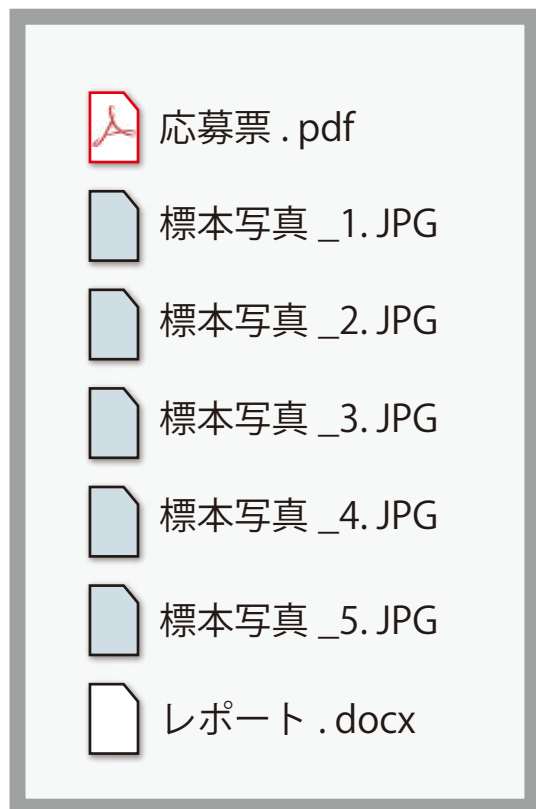 応募票 . pdf
標本写真 _1. JPG
標本写真 _2. JPG
標本写真 _3. JPG
標本写真 _4. JPG
標本写真 _5. JPG
レポート . docx